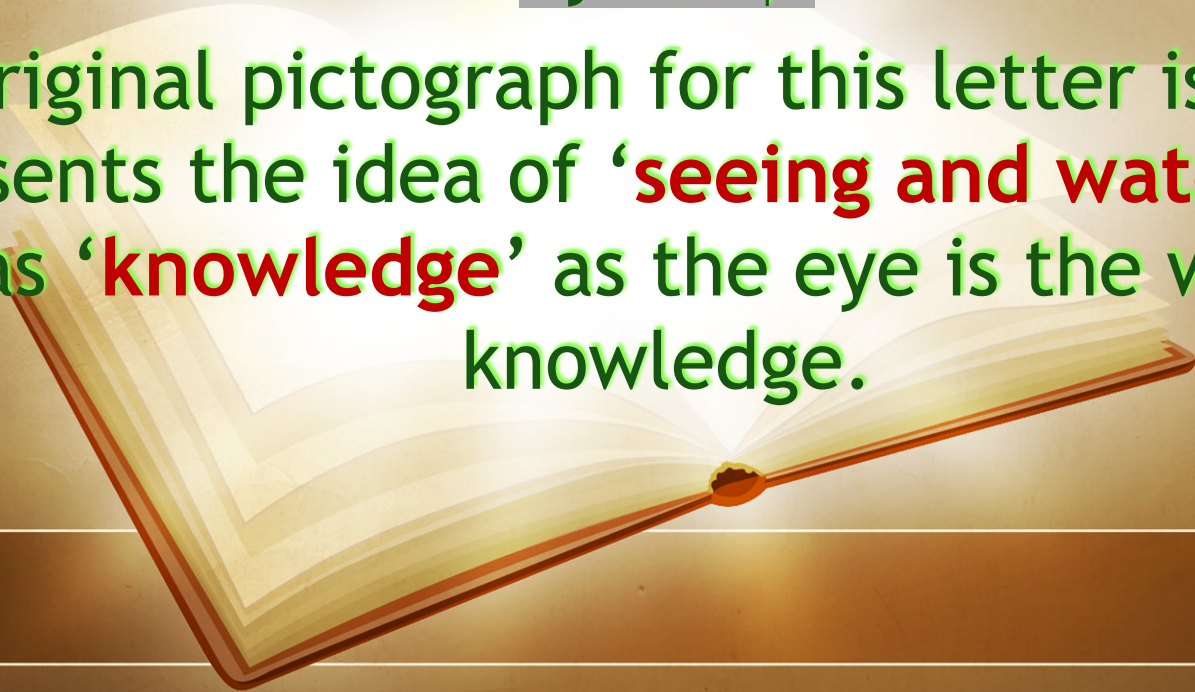 riginal pictograph for this letter is
sents the idea of ‘seeing and wat
as ‘knowledge’ as the eye is the w
knowledge.